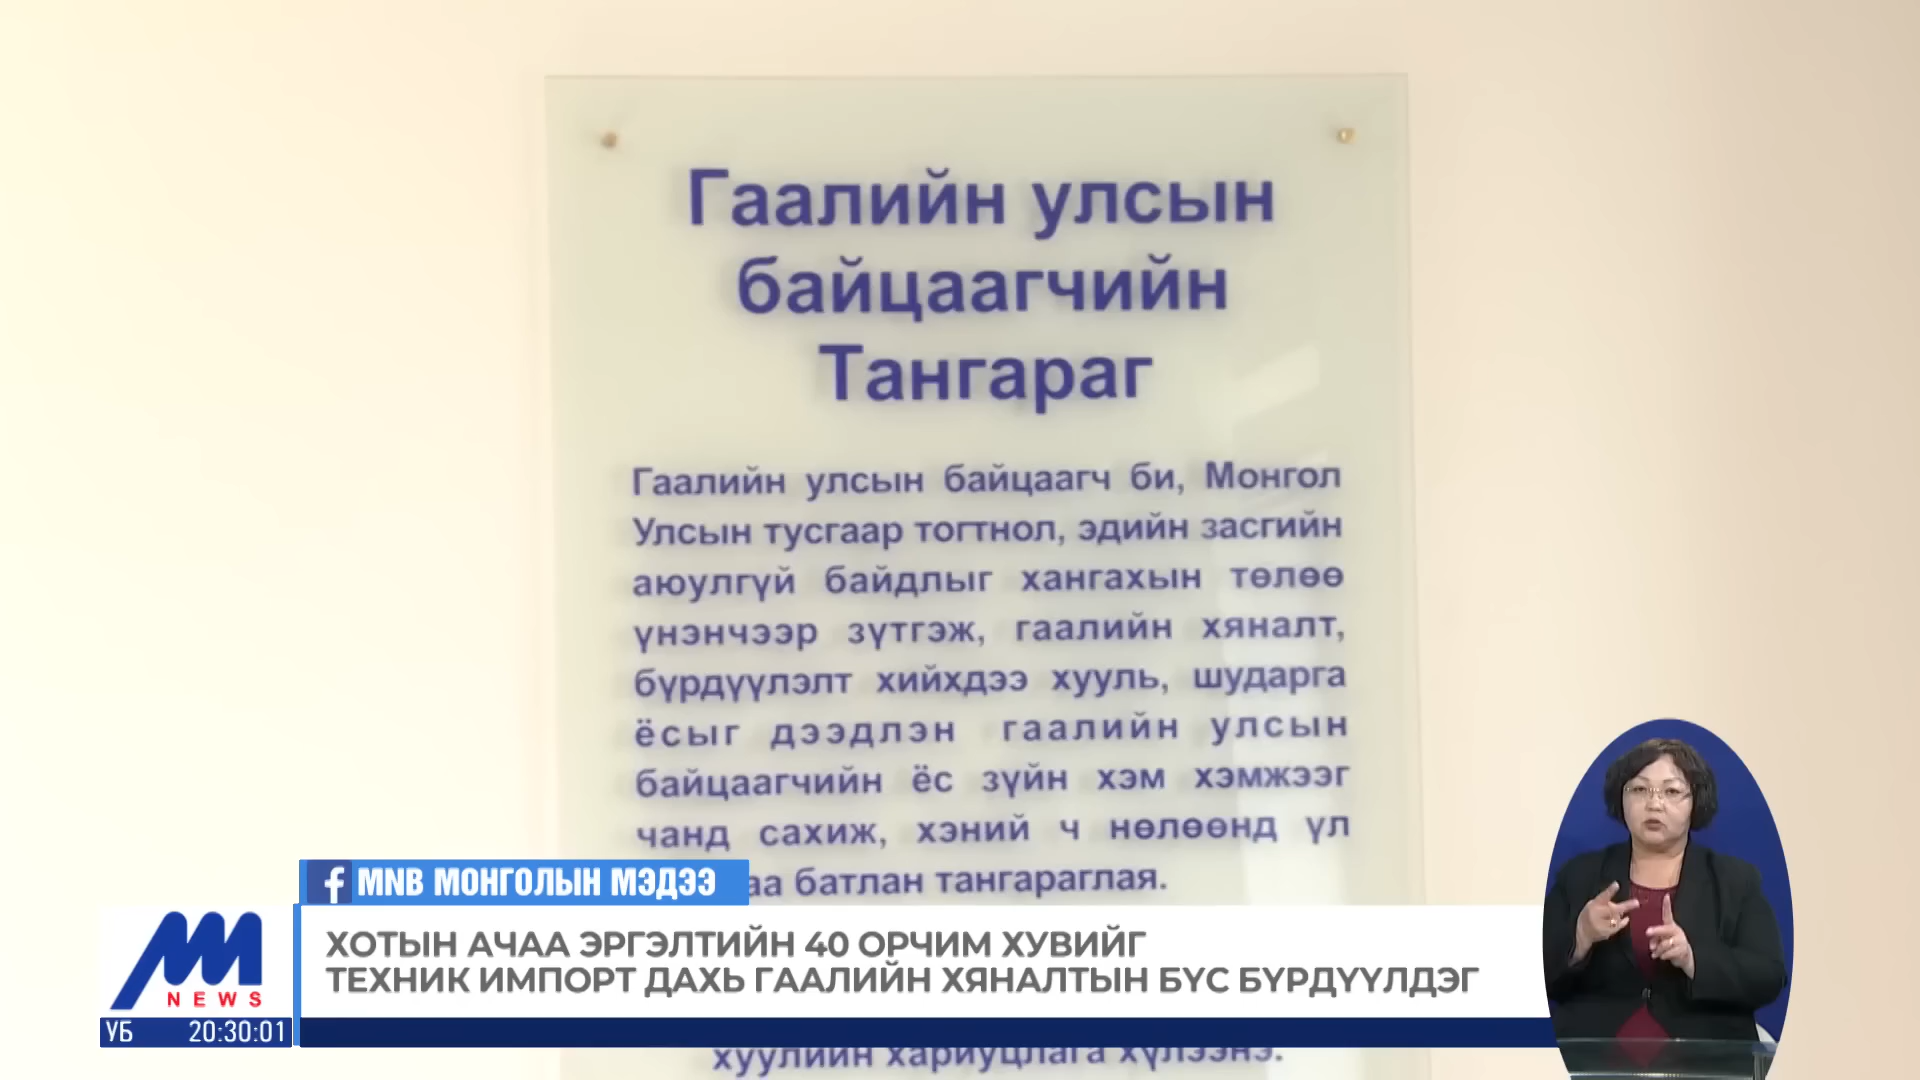 Гаалийн улсын
байцаагчийн
Тангараг
Гаалийн улсын байцаагч би, Монгол
Улсын тусгаар тогтнол, эдийн засгийн
аюулгүй байдлыг хангахын төлөө
үнэнчээр зүтгэж, гаалийн хяналт,
бүрдүүлэлт хийхдээ хууль, шударга
ёсыг дээдлэн гаалийн улсын
байцаагчийн ёс зүйн хэм хэмжээг
чанд сахиж, хэний ч нөлөөнд үл
батлан тангараглая.
MNB МОНГОЛЫН МЭДЭЭ
ХОТЫН АЧАА ЭРГЭЛТИЙН 40 ОРЧИМ ХУВИЙГ
ТЕХНИК ИМПОРТ ДАХЬ ГААЛИЙН ХЯНАЛТЫН БҮС БҮРДҮҮЛДЭГ
NEWS
УБ 20:30:01
хуулийн хариуцлага хүлээнэ.